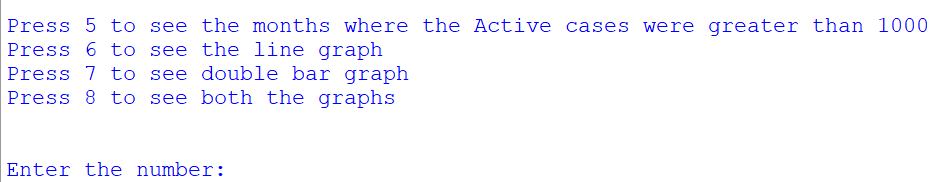 Press 5 to see the months where the Active cases were greater than 1000
Press 6 to see the line graph
Press 7 to see double bar graph
Press 8 to see both the graphs
Enter the number: